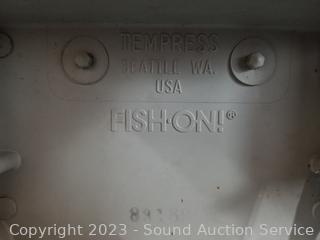 TEMPRESS
SEATTLE WA.
USA
FISH·ON!®
Copyright 2023 - Sound Auction Service